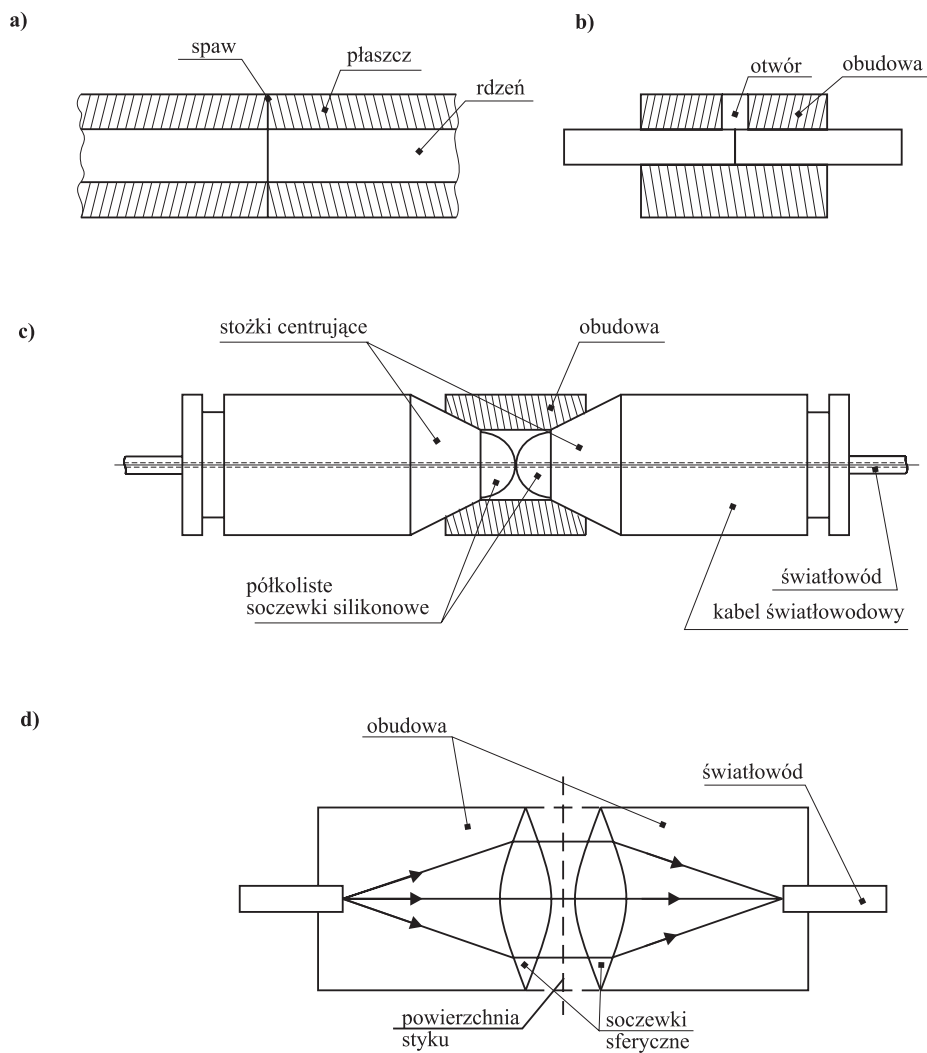 a)
spaw
płaszcz
rdzeń
b)
otwór
obudowa
c)
stożki centrujące
obudowa
półkoliste
soczewki silikonowe
światłowód
kabel światłowodowy
d)
obudowa
światłowód
powierzchnia
styku
soczewki
sferyczne